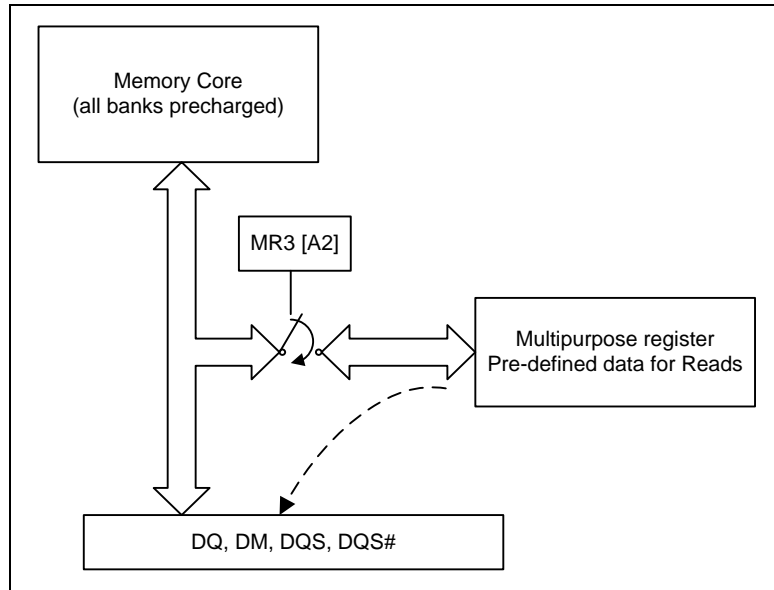 Memory Core
(all banks precharged)
MR3 [A2]
Multipurpose register
Pre-defined data for Reads
DQ, DM, DQS, DQS#